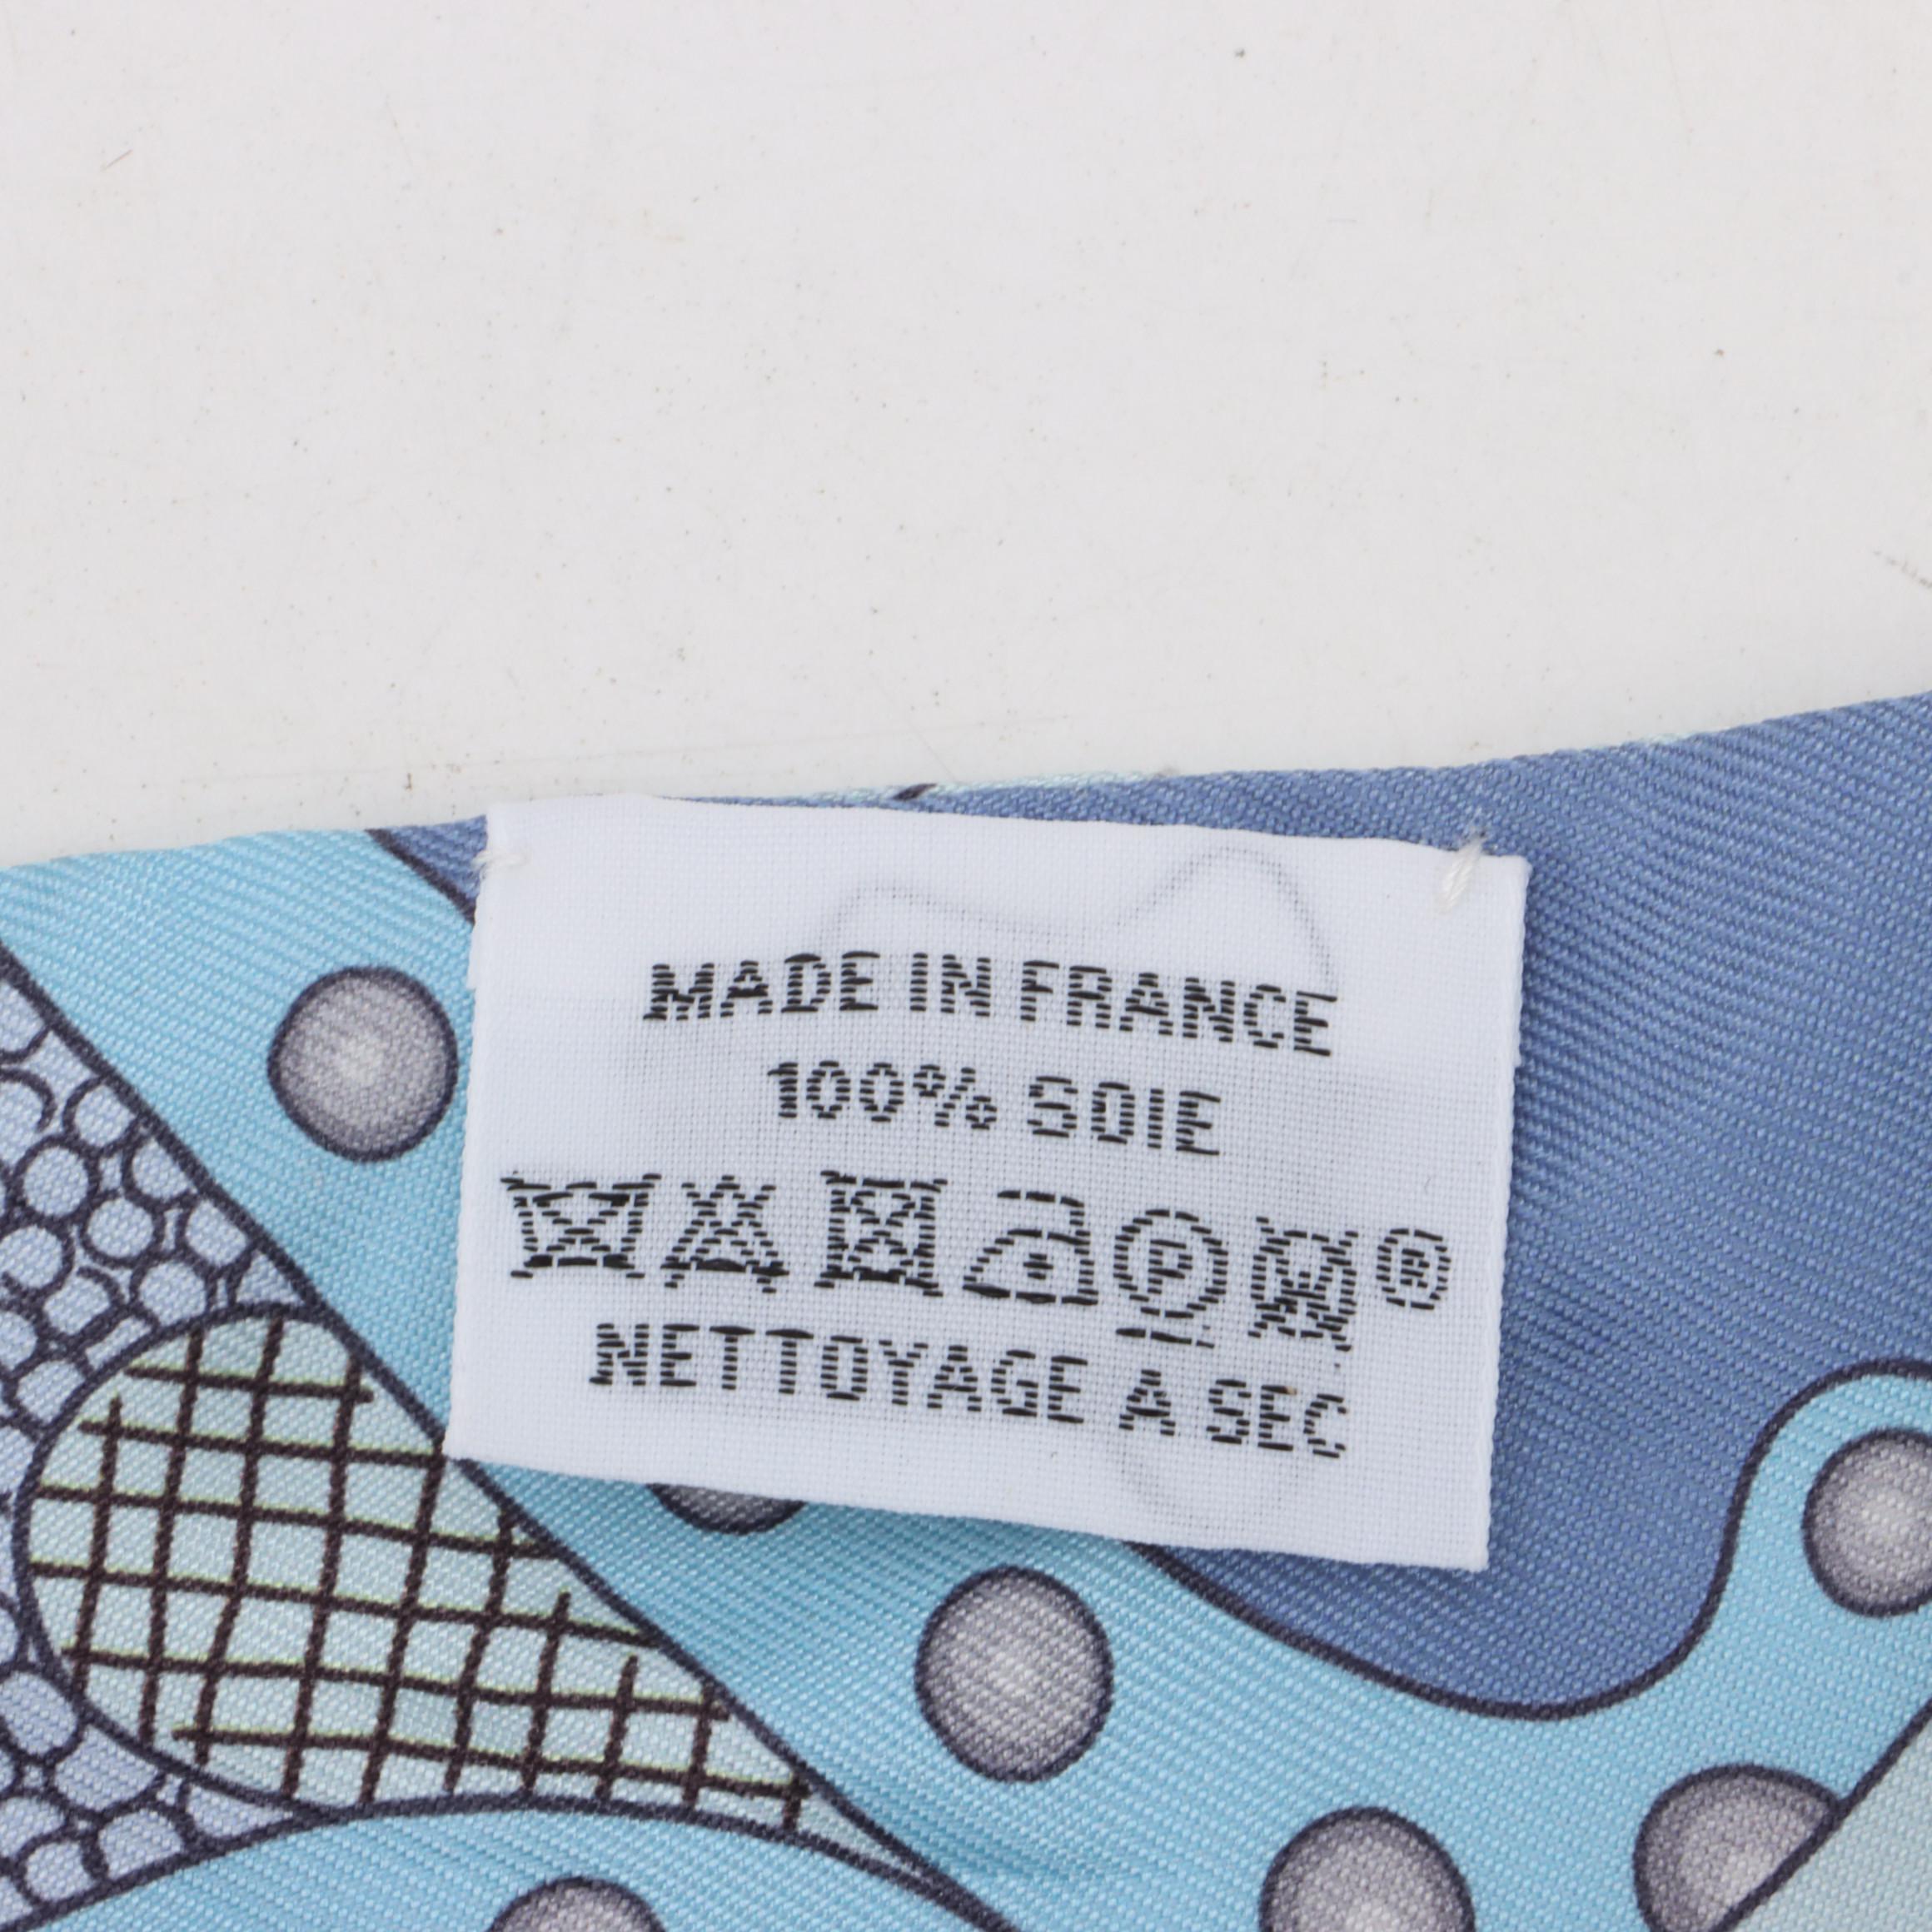 MADE IN FRANCE
100% SOIE
P W ®
NETTOYAGE A SEC